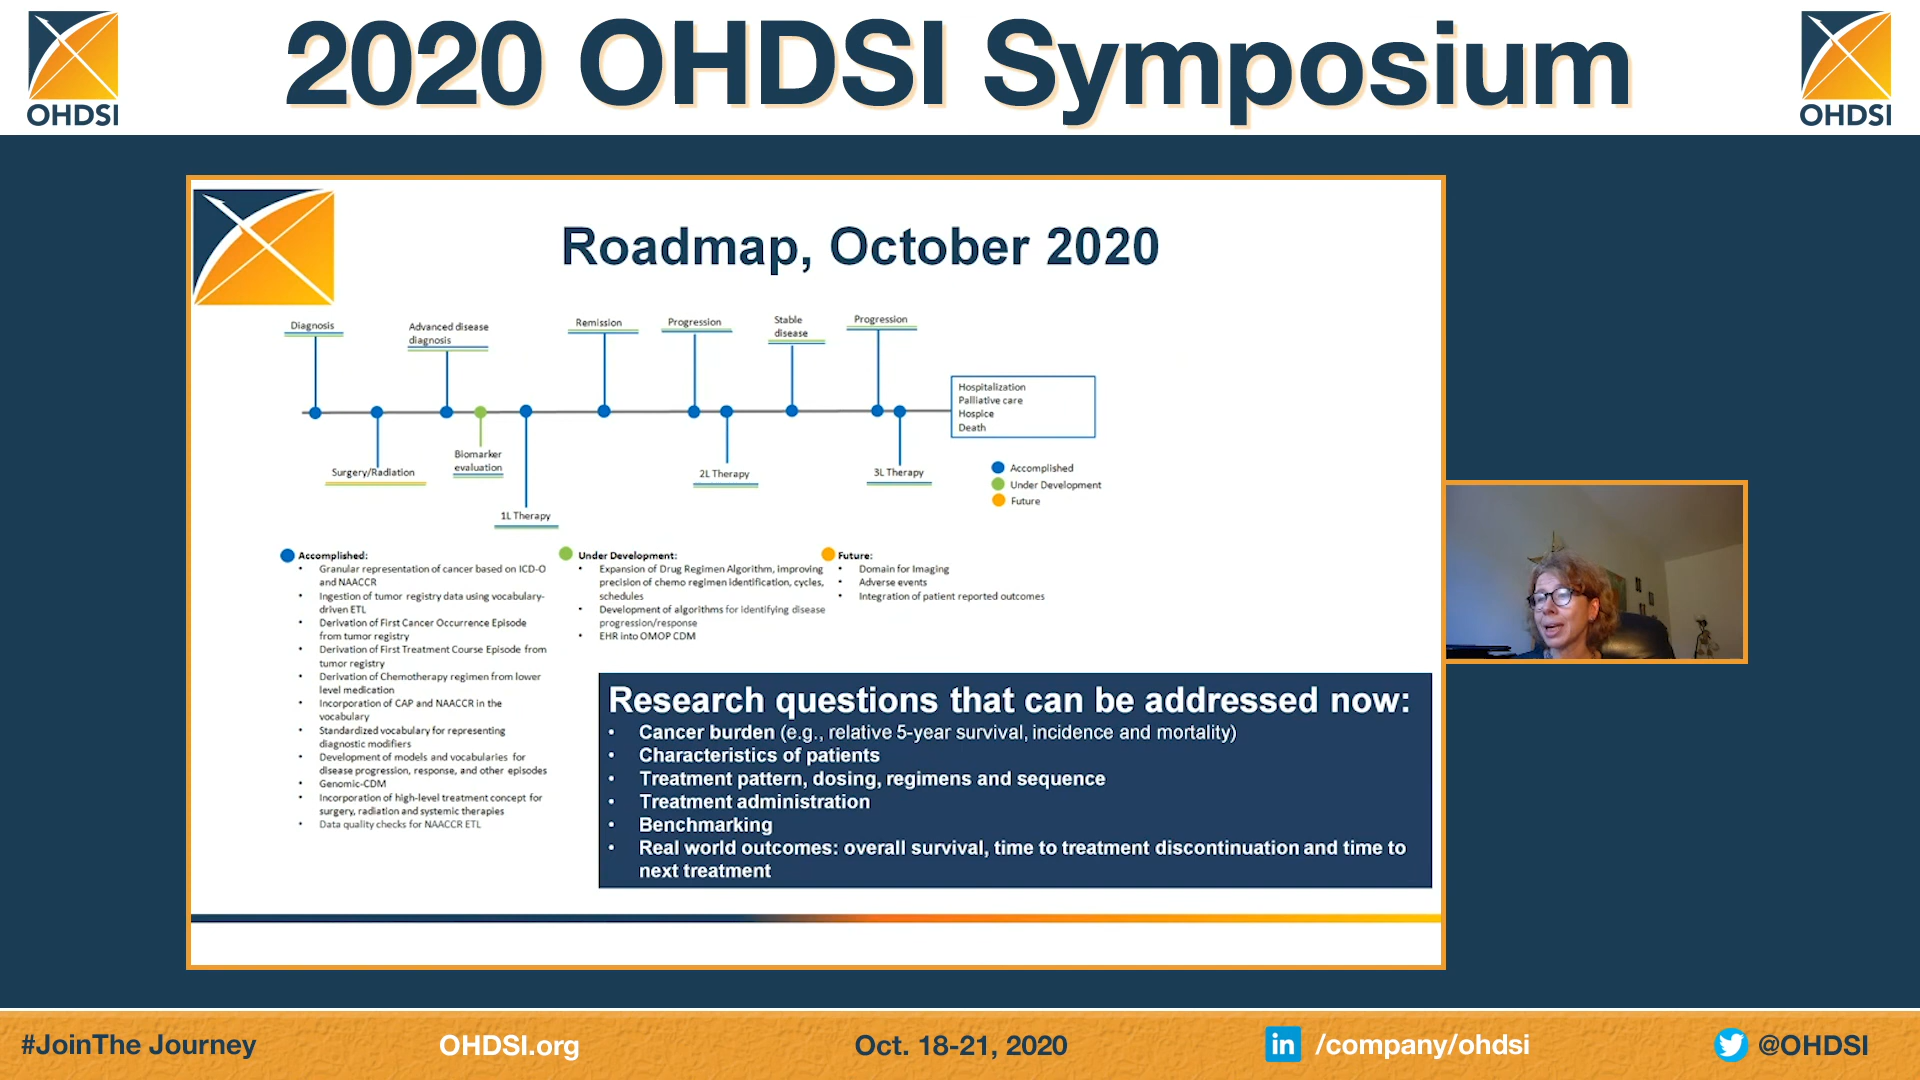 2020 OHDSI Symposium
OHDSI
OHDSI
Roadmap, October 2020
Diagnosis
Advanced disease
diagnosis
Remission
Progression
Stable
disease
Progression
Hospitalization
Palliative care
Hospice
Death
Surgery/Radiation
Biomarker
evaluation
1L Therapy
2L Therapy
3L Therapy
Accomplished
Under Development
Future
Accomplished:
• Granular representation of cancer based on ICD-O
and NAACCR
• Ingestion of tumor registry data using vocabulary-
driven ETL
• Derivation of First Cancer Occurrence Episode
from tumor registry
• Derivation of First Treatment Course Episode from
tumor registry
• Derivation of Chemotherapy regimen from lower
level medication
• Incorporation of CAP and NAACCR in the
vocabulary
• Standardized vocabulary for representing
diagnostic modifiers
• Development of models and vocabularies for
disease progression, response, and other episodes
• Genomic-CDM
• Incorporation of high-level treatment concept for
surgery, radiation and systemic therapies
• Data quality checks for NAACCR ETL
Under Development:
• Expansion of Drug Regimen Algorithm, improving
precision of chemo regimen identification, cycles,
schedules
• Development of algorithms for identifying disease
progression/response
• EHR into OMOP CDM
Future:
• Domain for Imaging
• Adverse events
• Integration of patient reported outcomes
Research questions that can be addressed now:
• Cancer burden (e.g., relative 5-year survival, incidence and mortality)
• Characteristics of patients
• Treatment pattern, dosing, regimens and sequence
• Treatment administration
• Benchmarking
• Real world outcomes: overall survival, time to treatment discontinuation and time to
next treatment
#JoinThe Journey
OHDSI.org
Oct. 18-21, 2020
in /company/ohdsi
@OHDSI